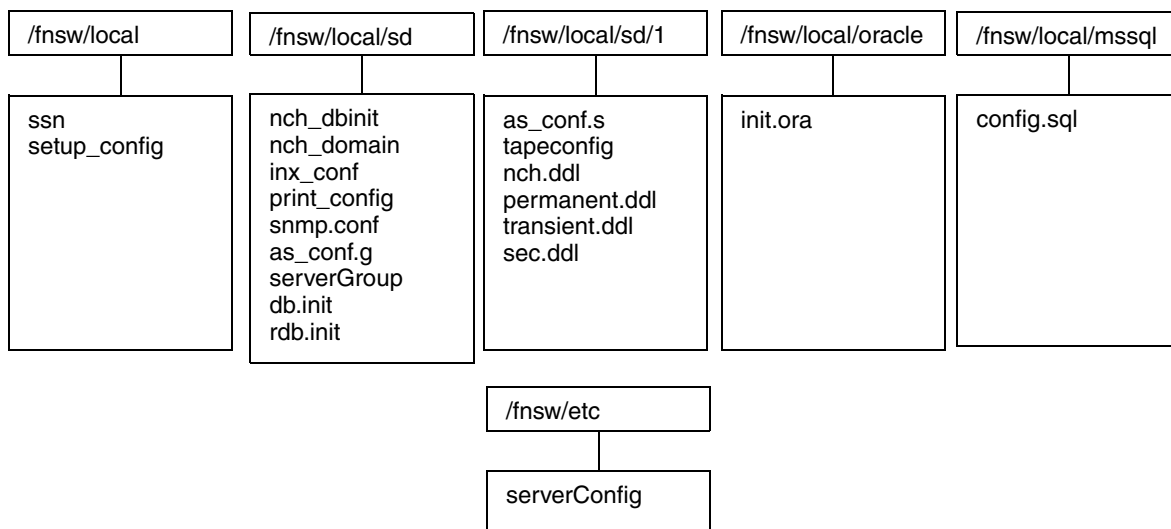 /fnsw/local
ssn
setup_config
/fnsw/local/sd
nch_dbinit
nch_domain
inx_conf
print_config
snmp.conf
as_conf.g
serverGroup
db.init
rdb.init
/fnsw/local/sd/1
as_conf.s
tapeconfig
nch.ddl
permanent.ddl
transient.ddl
sec.ddl
/fnsw/local/oracle
init.ora
/fnsw/local/mssql
config.sql
/fnsw/etc
serverConfig